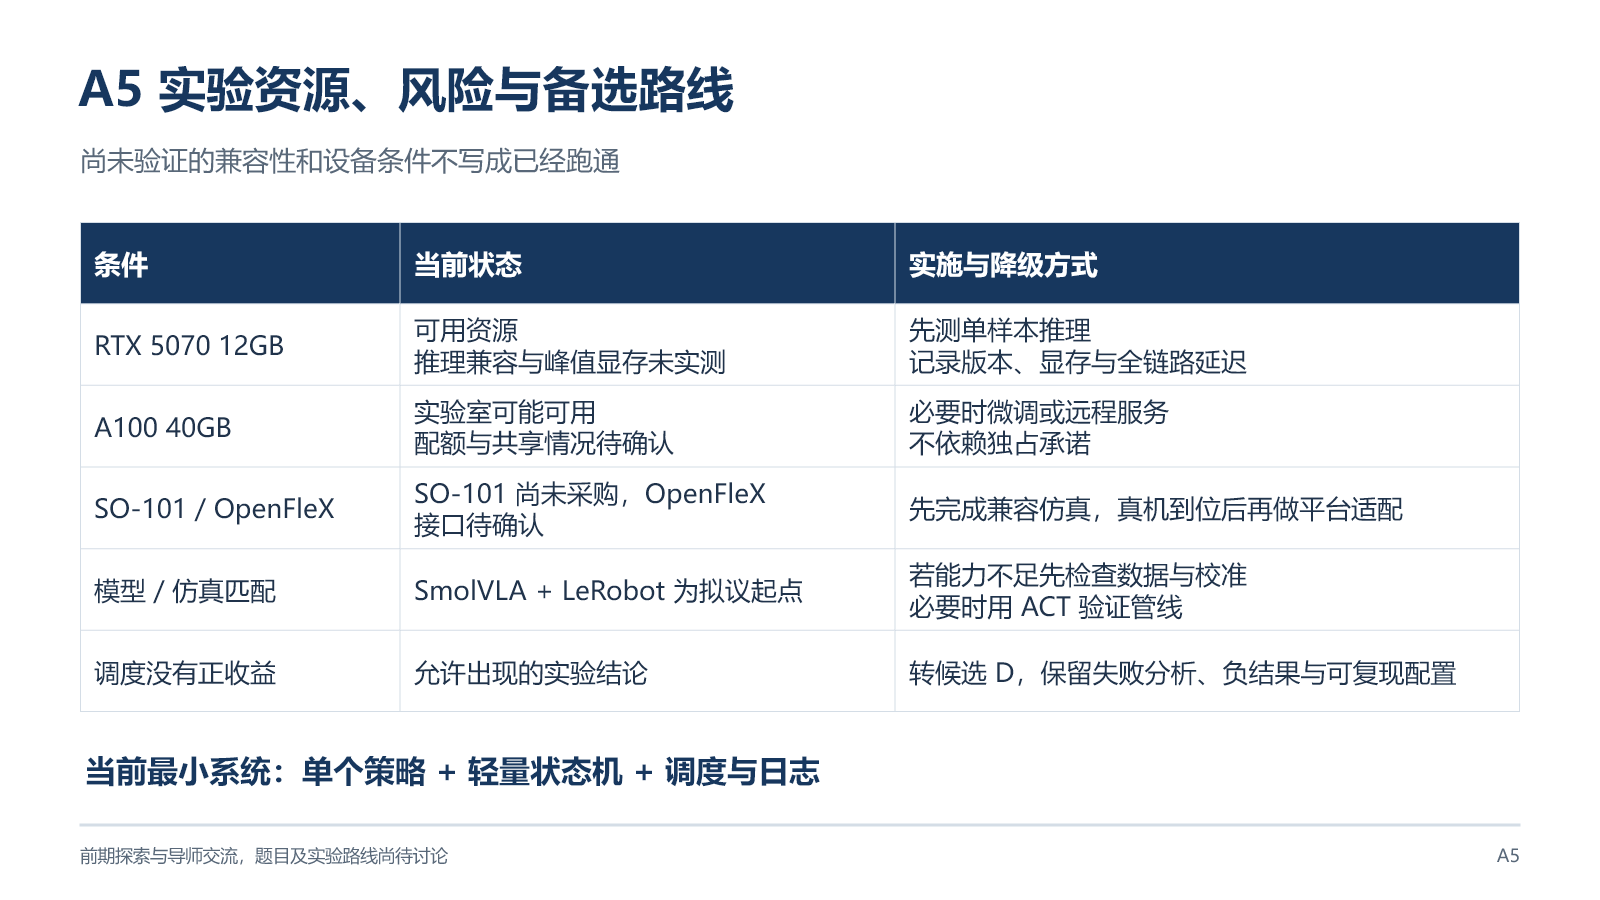 A5 实验资源、风险与备选路线
尚未验证的兼容性和设备条件不写成已经跑通
条件
当前状态
实施与降级方式
RTX 5070 12GB
可用资源
推理兼容与峰值显存未实测
先测单样本推理
记录版本、显存与全链路延迟
A100 40GB
实验室可能可用
配额与共享情况待确认
必要时微调或远程服务
不依赖独占承诺
SO-101 / OpenFleX
SO-101 尚未采购，OpenFleX
接口待确认
先完成兼容仿真，真机到位后再做平台适配
模型 / 仿真匹配
SmolVLA + LeRobot 为拟议起点
若能力不足先检查数据与校准
必要时用 ACT 验证管线
调度没有正收益
允许出现的实验结论
转候选 D，保留失败分析、负结果与可复现配置
当前最小系统：单个策略 + 轻量状态机 + 调度与日志
前期探索与导师交流，题目及实验路线尚待讨论
A5